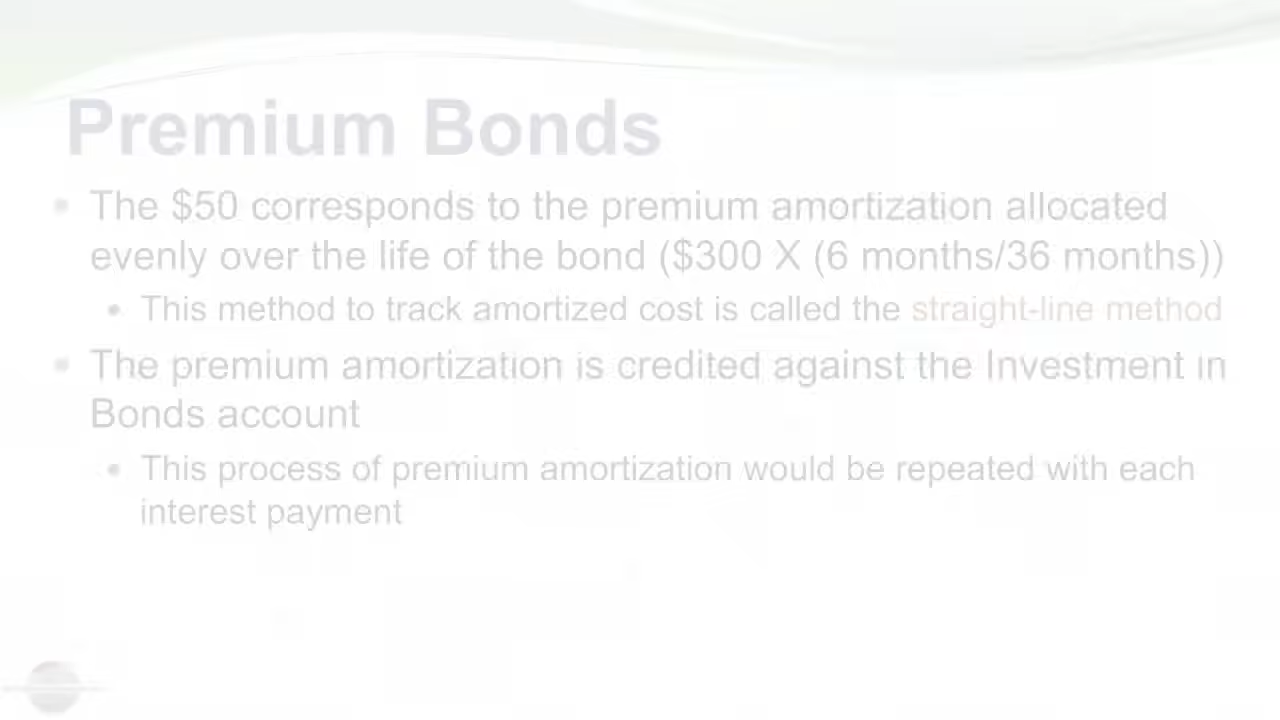 Premium Bonds
The $50 corresponds to the premium amortization allocated
evenly over the life of the bond ($300 X (6 months/36 months))
This method to track amortized cost is called the straight-line method
The premium amortization is credited against the Investment in
Bonds account
This process of premium amortization would be repeated with each
interest payment